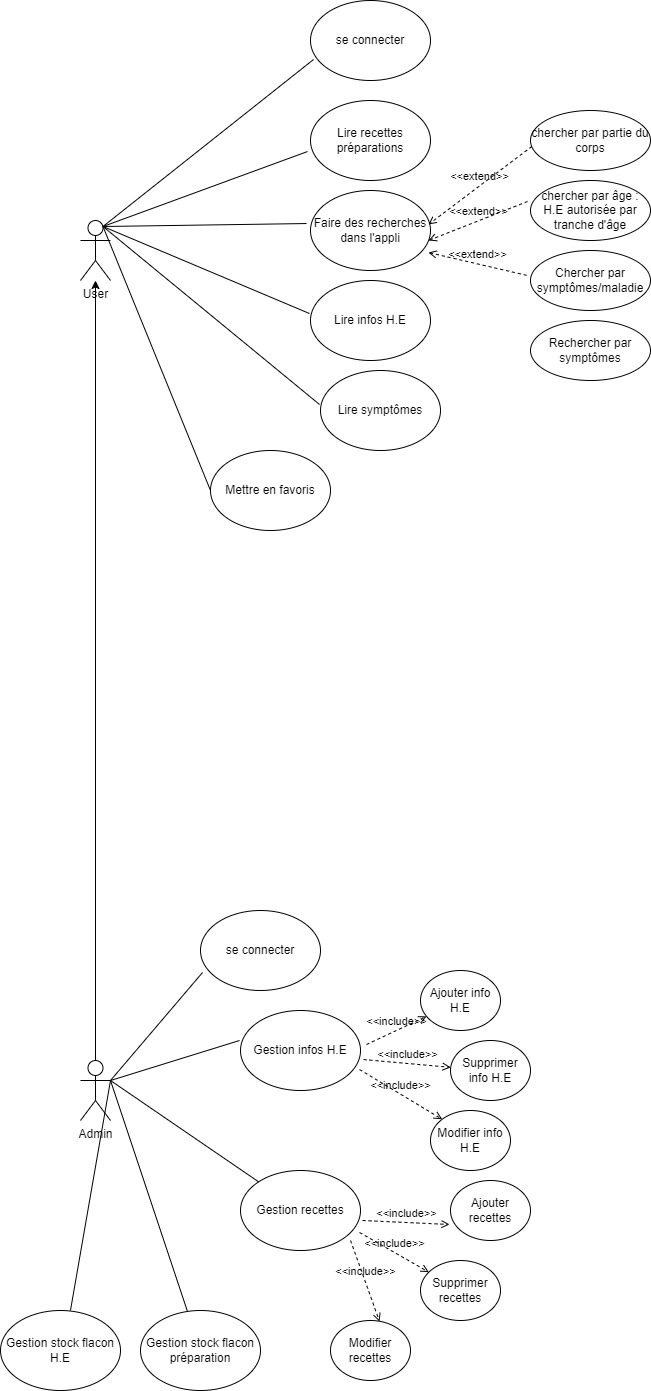 se connecter
Lire recettes
préparations
chercher par partie du
corps
<<extend>>
chercher par âge :
H.E autorisée par
tranche d'âge
<<extend>>
Faire des recherches
dans l'appli
<<extend>>
Chercher par
symptômes/maladie
User
Lire infos H.E
Rechercher par
symptômes
Lire symptômes
Mettre en favoris
se connecter
Ajouter info
H.E
<<include>>
Gestion infos H.E
<<include>>
Supprimer
info H.E
<<include>>
Modifier info
H.E
Admin
Gestion recettes
<<include>>
Ajouter
recettes
<<include>>
Supprimer
recettes
<<include>>
Modifier
recettes
Gestion stock flacon
H.E
Gestion stock flacon
préparation